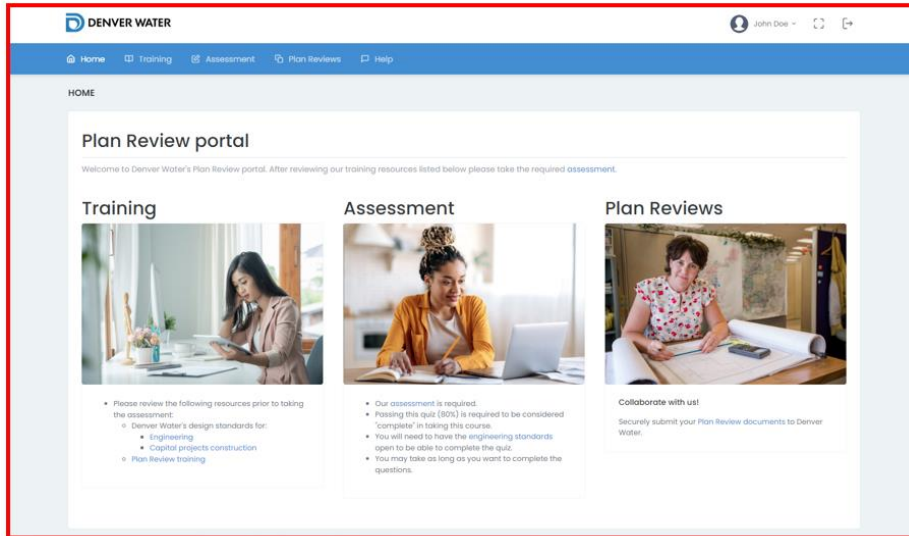 DENVER WATER
John Doe
Home Training Assessment Plan Reviews Help
HOME
Plan Review portal
Welcome to Denver Water's Plan Review portal. After reviewing our training resources listed below please take the required assessment.
Training
Please review the following resources prior to taking
the assessment:
Denver Water's design standards for:
Engineering
Capital projects construction
Plan Review training
Assessment
Our assessment is required.
Passing this quiz (80%) is required to be considered
"complete" in taking this course.
You will need to have the engineering standards
open to be able to complete the quiz.
You may take as long as you want to complete the
questions.
Plan Reviews
Collaborate with us!
Securely submit your Plan Review documents to Denver
Water.